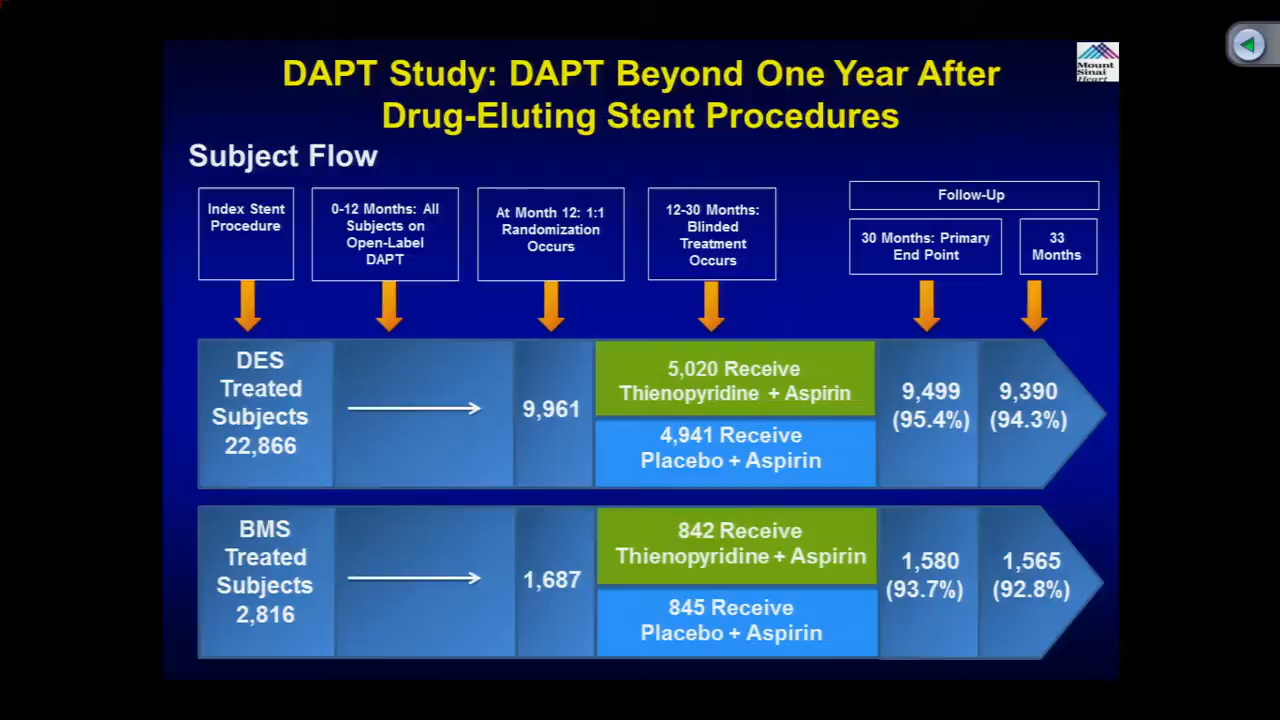 DAPT Study: DAPT Beyond One Year After
Drug-Eluting Stent Procedures
Mount
Sinai
Heart
Subject Flow
Index Stent
Procedure
0-12 Months: All
Subjects on
Open-Label
DAPT
At Month 12: 1:1
Randomization
Occurs
12-30 Months:
Blinded
Treatment
Occurs
Follow-Up
30 Months: Primary
End Point
33
Months
DES
Treated
Subjects
22,866
9,961
5,020 Receive
Thienopyridine + Aspirin
4,941 Receive
Placebo + Aspirin
9,499
(95.4%)
9,390
(94.3%)
BMS
Treated
Subjects
2,816
1,687
842 Receive
Thienopyridine + Aspirin
845 Receive
Placebo + Aspirin
1,580
(93.7%)
1,565
(92.8%)